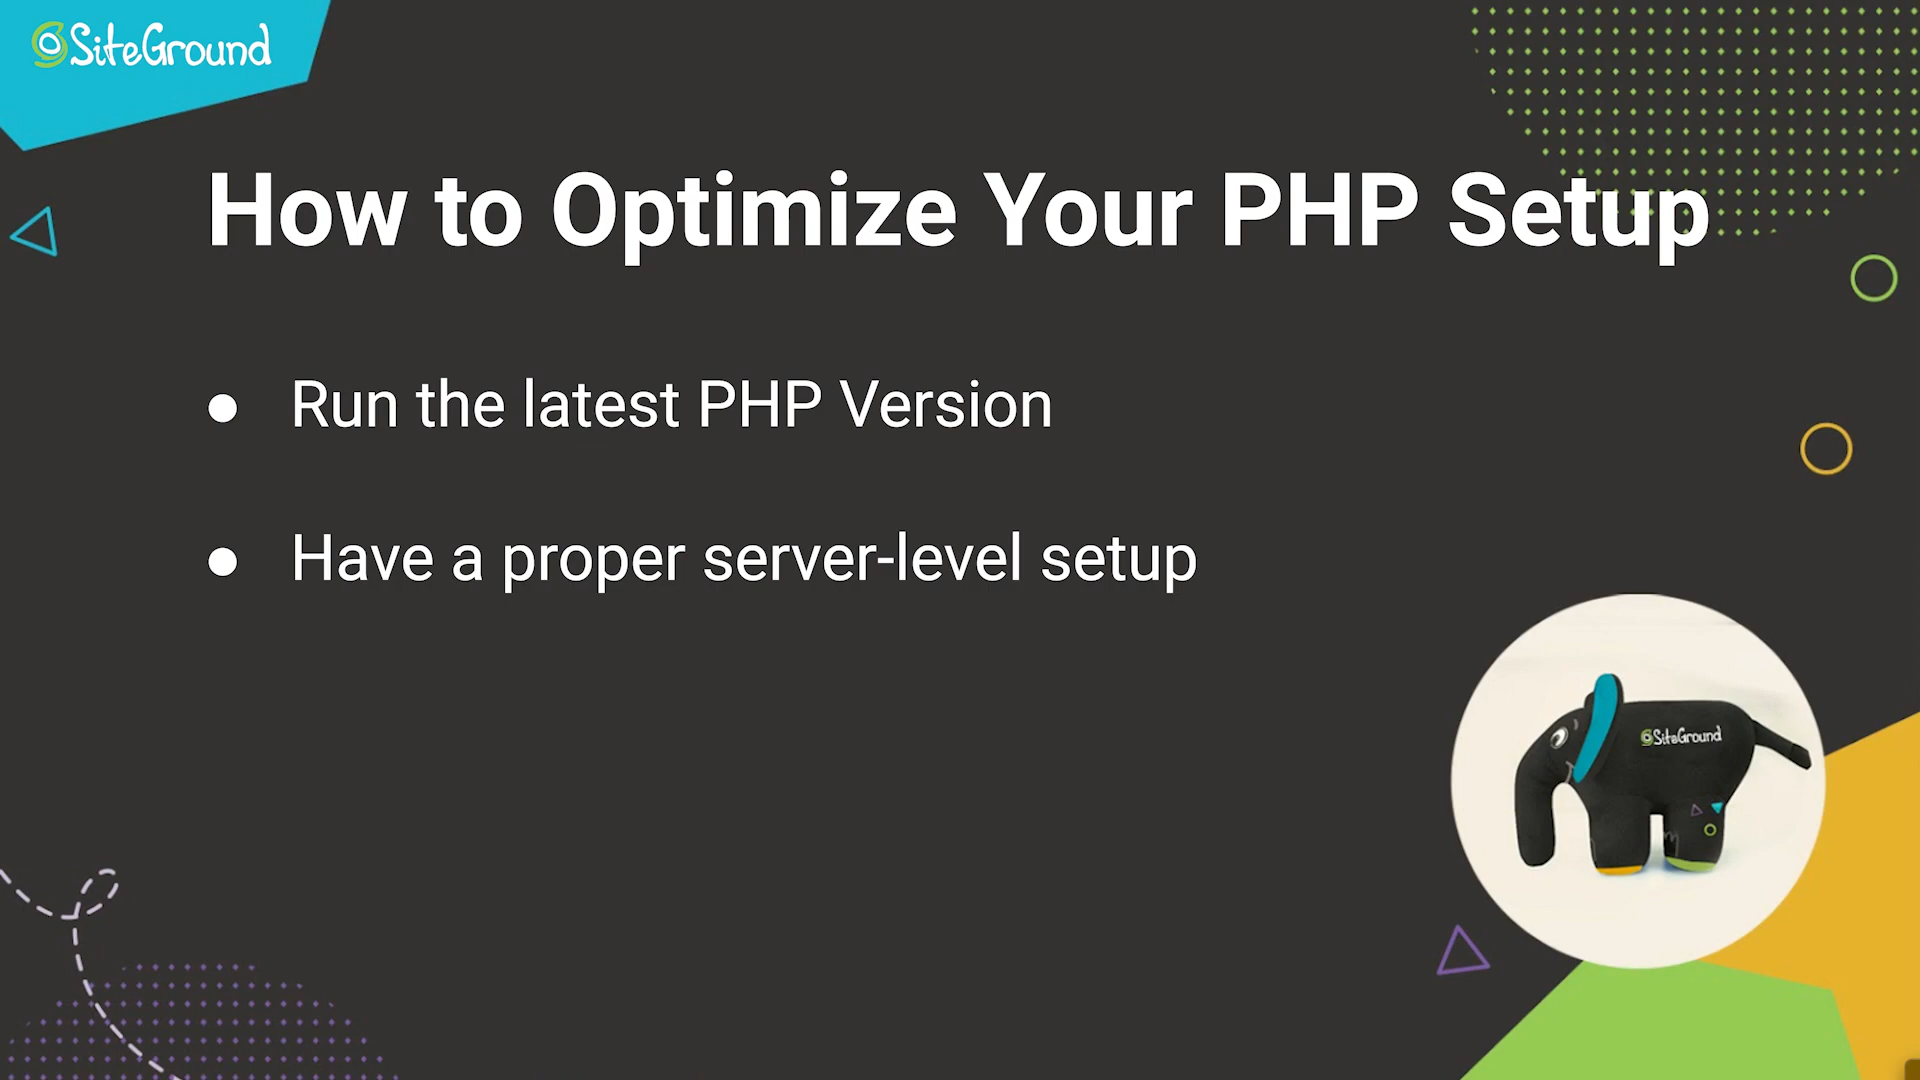 SiteGround
How to Optimize Your PHP Setup
● Run the latest PHP Version
● Have a proper server-level setup
SiteGround